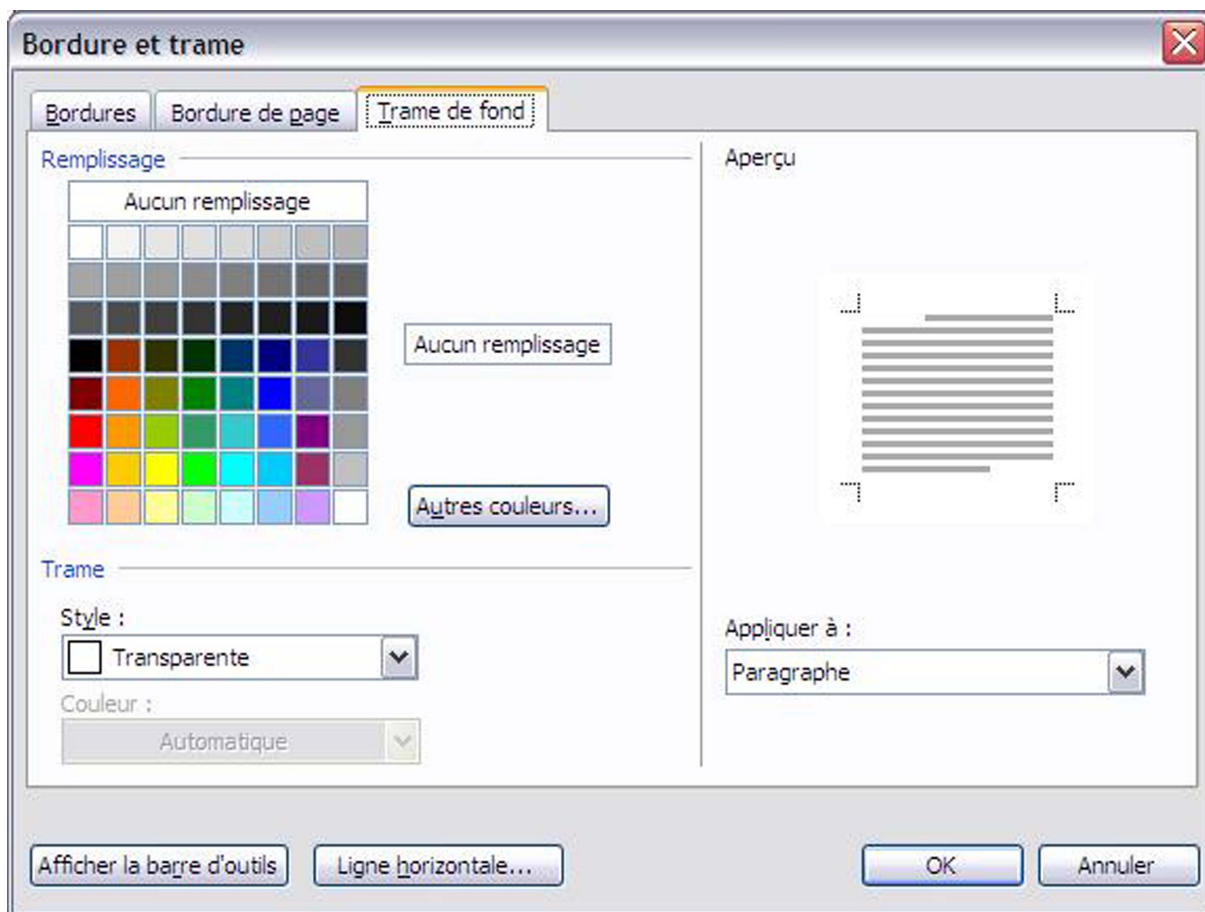 Bordure et trame
Bordures
Bordure de page
Trame de fond
Remplissage
Aucun remplissage
Aucun remplissage
Autres couleurs...
Trame
Style :
Transparente
Couleur :
Automatique
Aperçu
Appliquer à :
Paragraphe
Afficher la barre d'outils
Ligne horizontale...
OK
Annuler